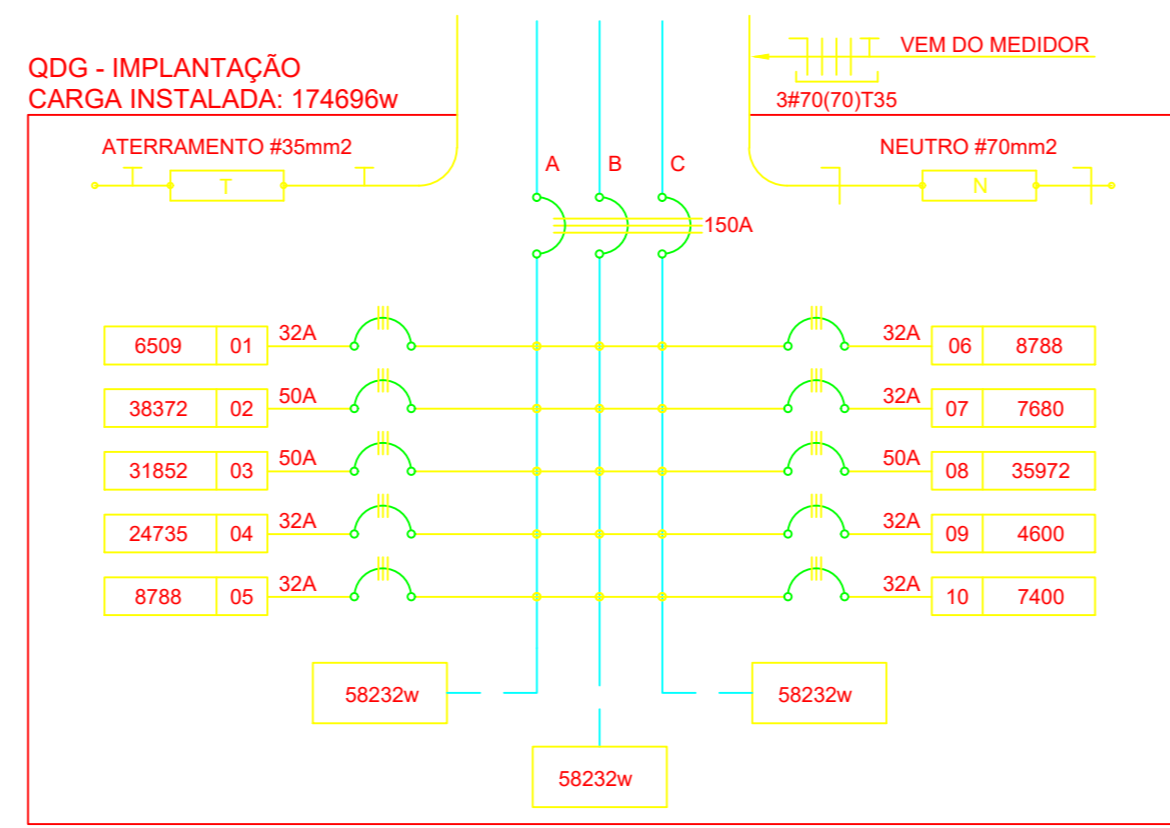 QDG - IMPLANTAÇÃO
CARGA INSTALADA: 174696w
VEM DO MEDIDOR
3#70(70)T35
ATERRAMENTO #35mm2
NEUTRO #70mm2
T
N
A B C
150A
6509 01 32A 32A 06 8788
38372 02 50A 32A 07 7680
31852 03 50A 50A 08 35972
24735 04 32A 32A 09 4600
8788 05 32A 32A 10 7400
58232w 58232w
58232w